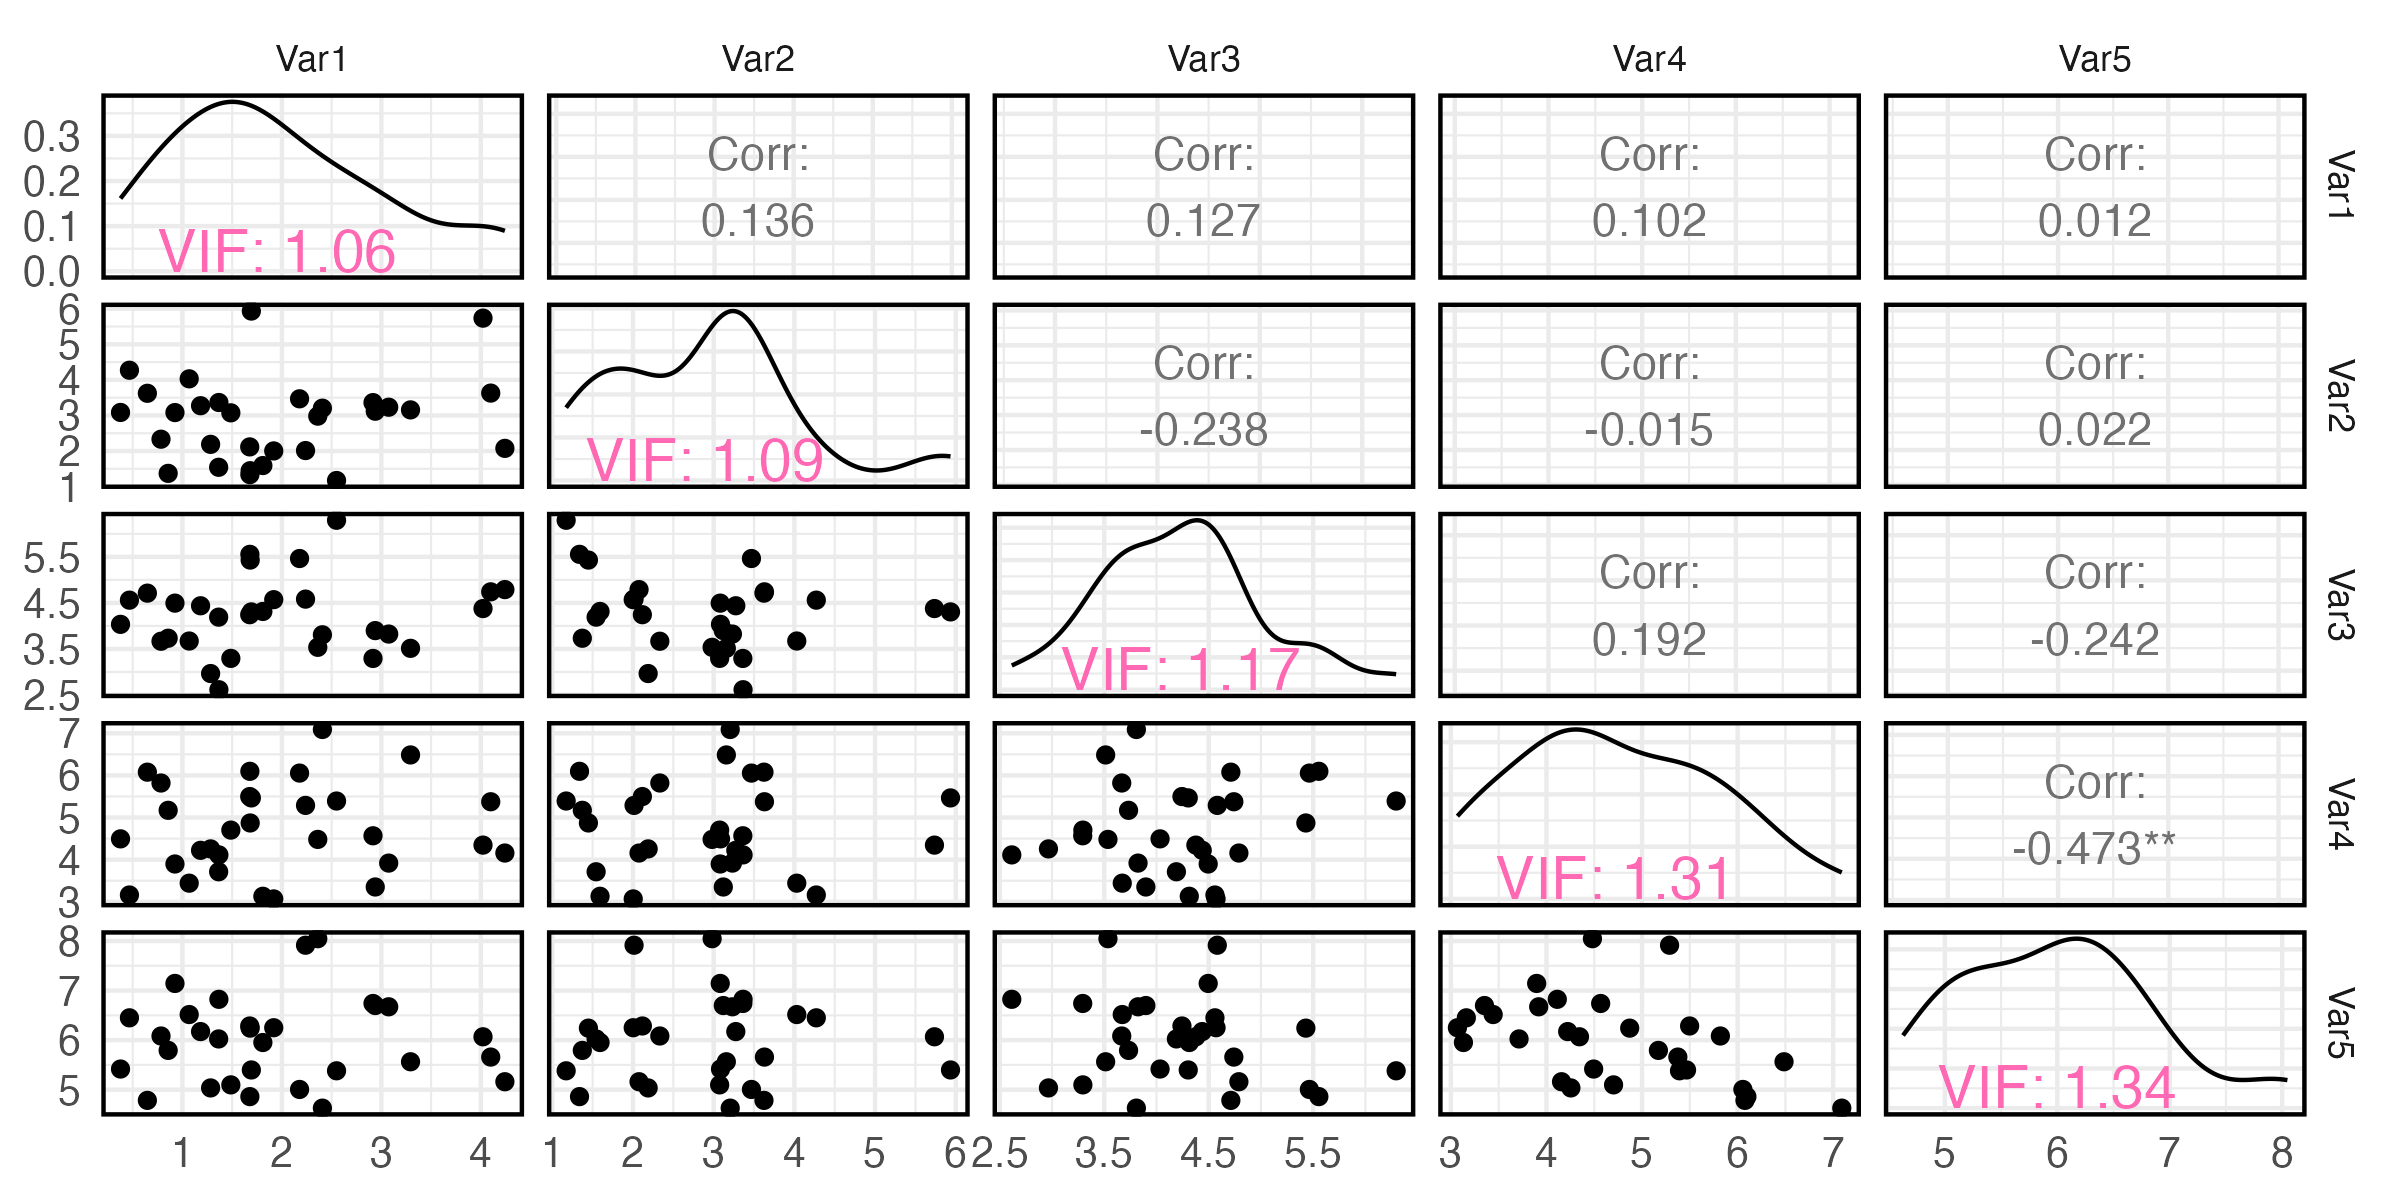 Var1 Var2 Var3 Var4 Var5
0.3
0.2
0.1
0.0
VIF: 1.06
Corr:
0.136
Corr:
0.127
Corr:
0.102
Corr:
0.012
Var1
6
5
4
3
2
1
VIF: 1.09
Corr:
-0.238
Corr:
-0.015
Corr:
0.022
Var2
5.5
4.5
3.5
2.5
VIF: 1.17
Corr:
0.192
Corr:
-0.242
Var3
7
6
5
4
3
VIF: 1.31
Corr:
-0.473**
Var4
8
7
6
5
VIF: 1.34
Var5
1 2 3 4 1 2 3 4 5 6 2.5 3.5 4.5 5.5 3 4 5 6 7 5 6 7 8